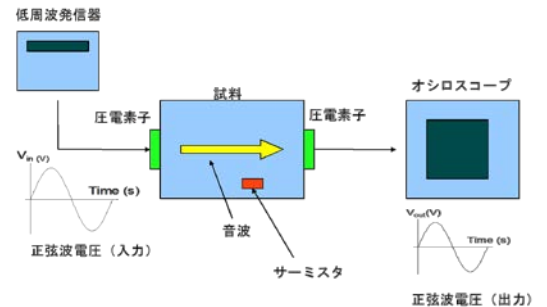 低周波発信器
試料
オシロスコープ
圧電素子
圧電素子
Vin(V)
Time (s)
音波
正弦波電圧（入力）
サーミスタ
Vout(V)
Time (s)
正弦波電圧（出力）